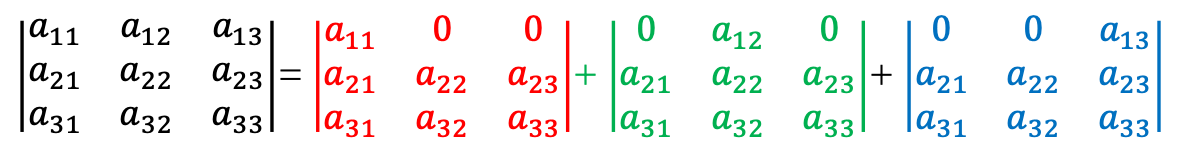 |a₁₁ a₁₂ a₁₃| |a₁₁ 0 0| |0 a₁₂ 0| |0 0 a₁₃|
|a₂₁ a₂₂ a₂₃| = |a₂₁ a₂₂ a₂₃| + |a₂₁ a₂₂ a₂₃| + |a₂₁ a₂₂ a₂₃|
|a₃₁ a₃₂ a₃₃| |a₃₁ a₃₂ a₃₃| |a₃₁ a₃₂ a₃₃| |a₃₁ a₃₂ a₃₃|